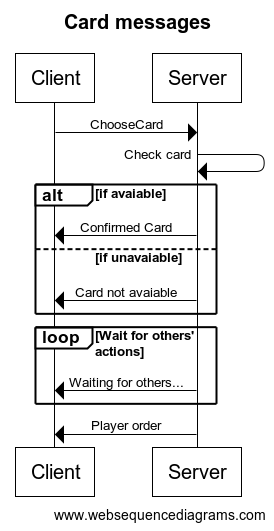 Card messages
Client
Server
ChooseCard
Check card
alt
[if avaiable]
Confirmed Card
[if unavaiable]
Card not avaiable
loop
[Wait for others'
actions]
Waiting for others...
Player order
Client
Server
www.websequencediagrams.com